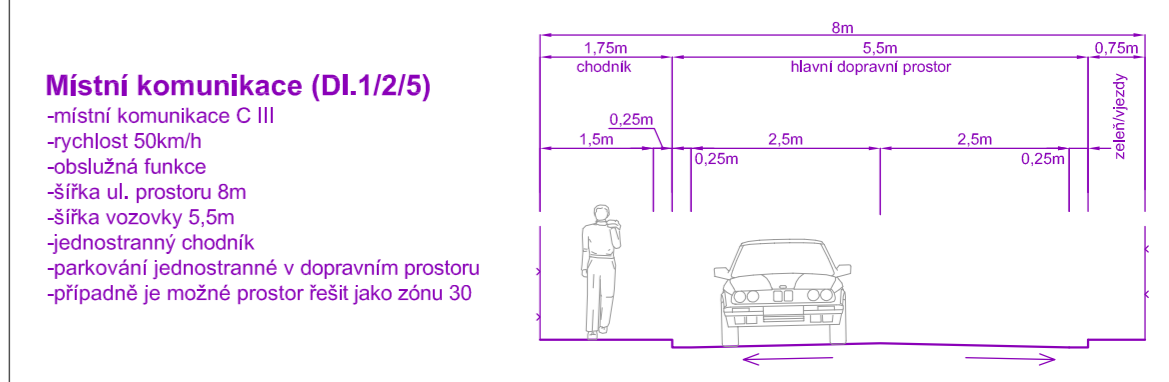 Místní komunikace (DI.1/2/5)
-místní komunikace C III
-rychlost 50km/h
-obslužná funkce
-šířka ul. prostoru 8m
-šířka vozovky 5,5m
-jednostranný chodník
-parkování jednostranné v dopravním prostoru
-případně je možné prostor řešit jako zónu 30
8m
1,75m 5,5m 0,75m
chodník hlavní dopravní prostor
zeleň/vjezdy
0,25m
1,5m 2,5m 2,5m
0,25m 0,25m